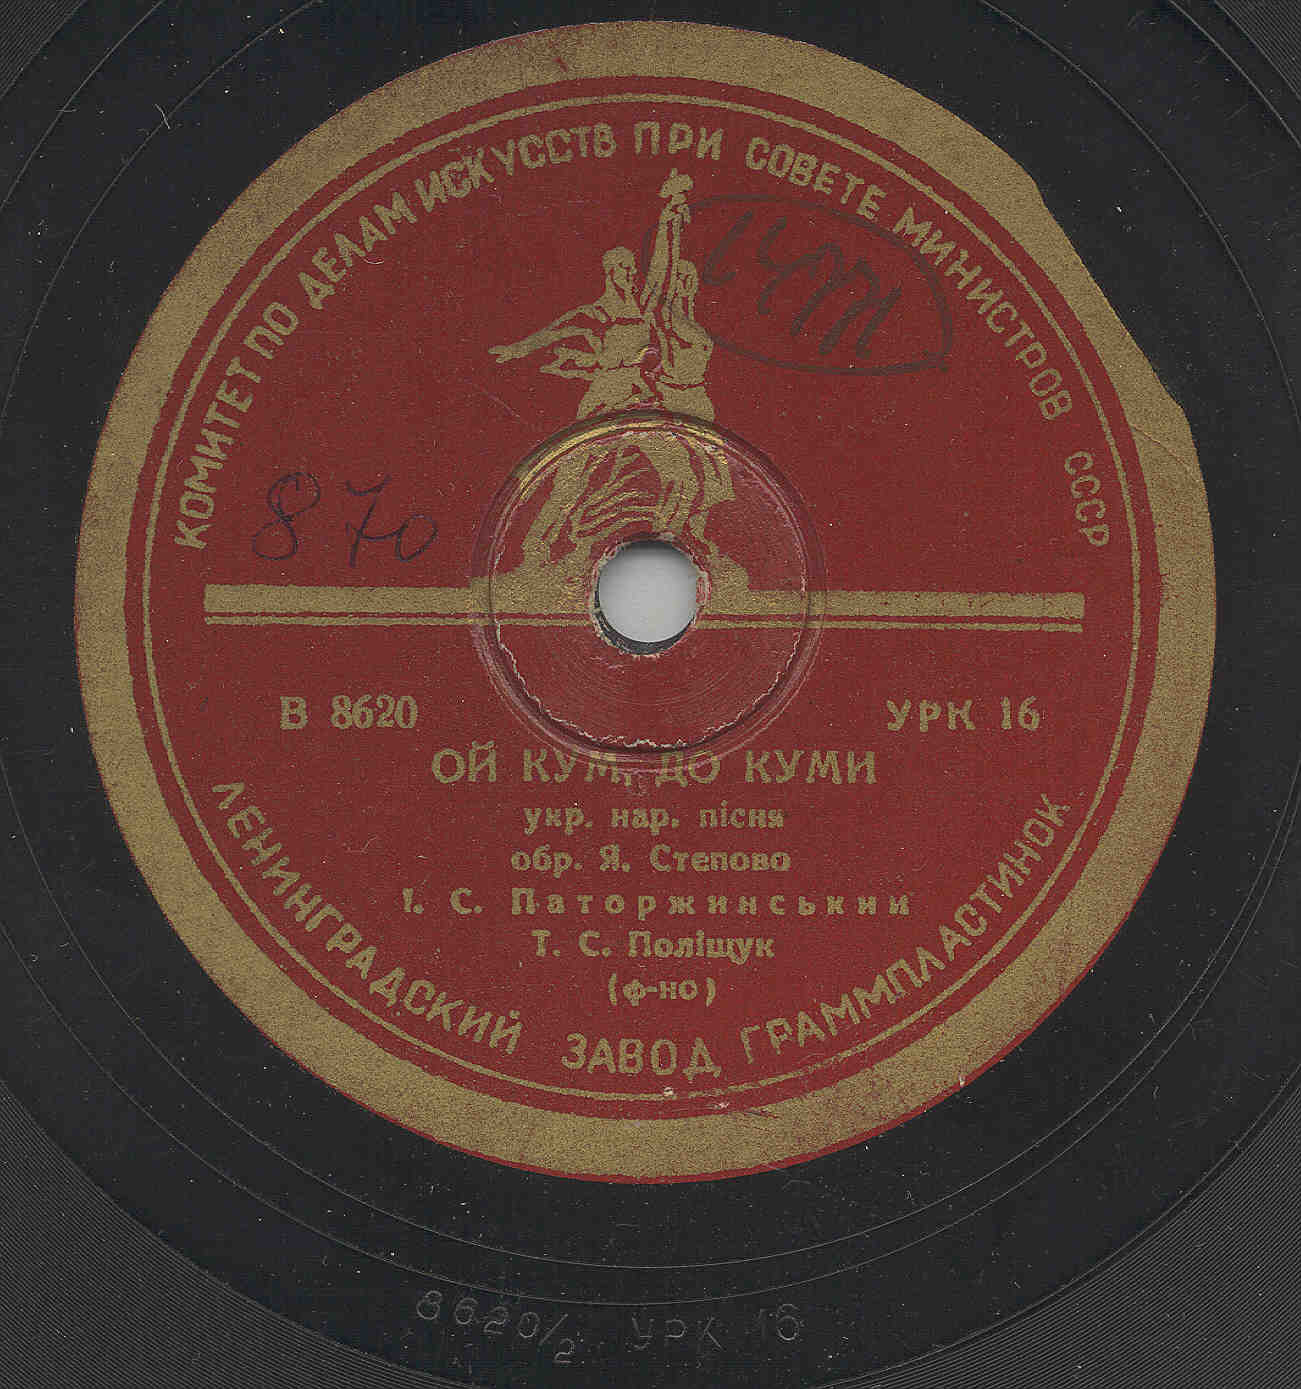 КОМИТЕТ ПО ДЕЛАМ ИСКУССТВ ПРИ СОВЕТЕ МИНИСТРОВ СССР
870
В 8620
УРК 16
ОЙ КУМ, ДО КУМИ
укр. нар. пісня
обр. Я. Степово
І. С. Паторжинський
Т. С. Поліщук
(ф-но)
ЛЕНИНГРАДСКИЙ ЗАВОД ГРАММПЛАСТИНОК
8620/2 УРК 16